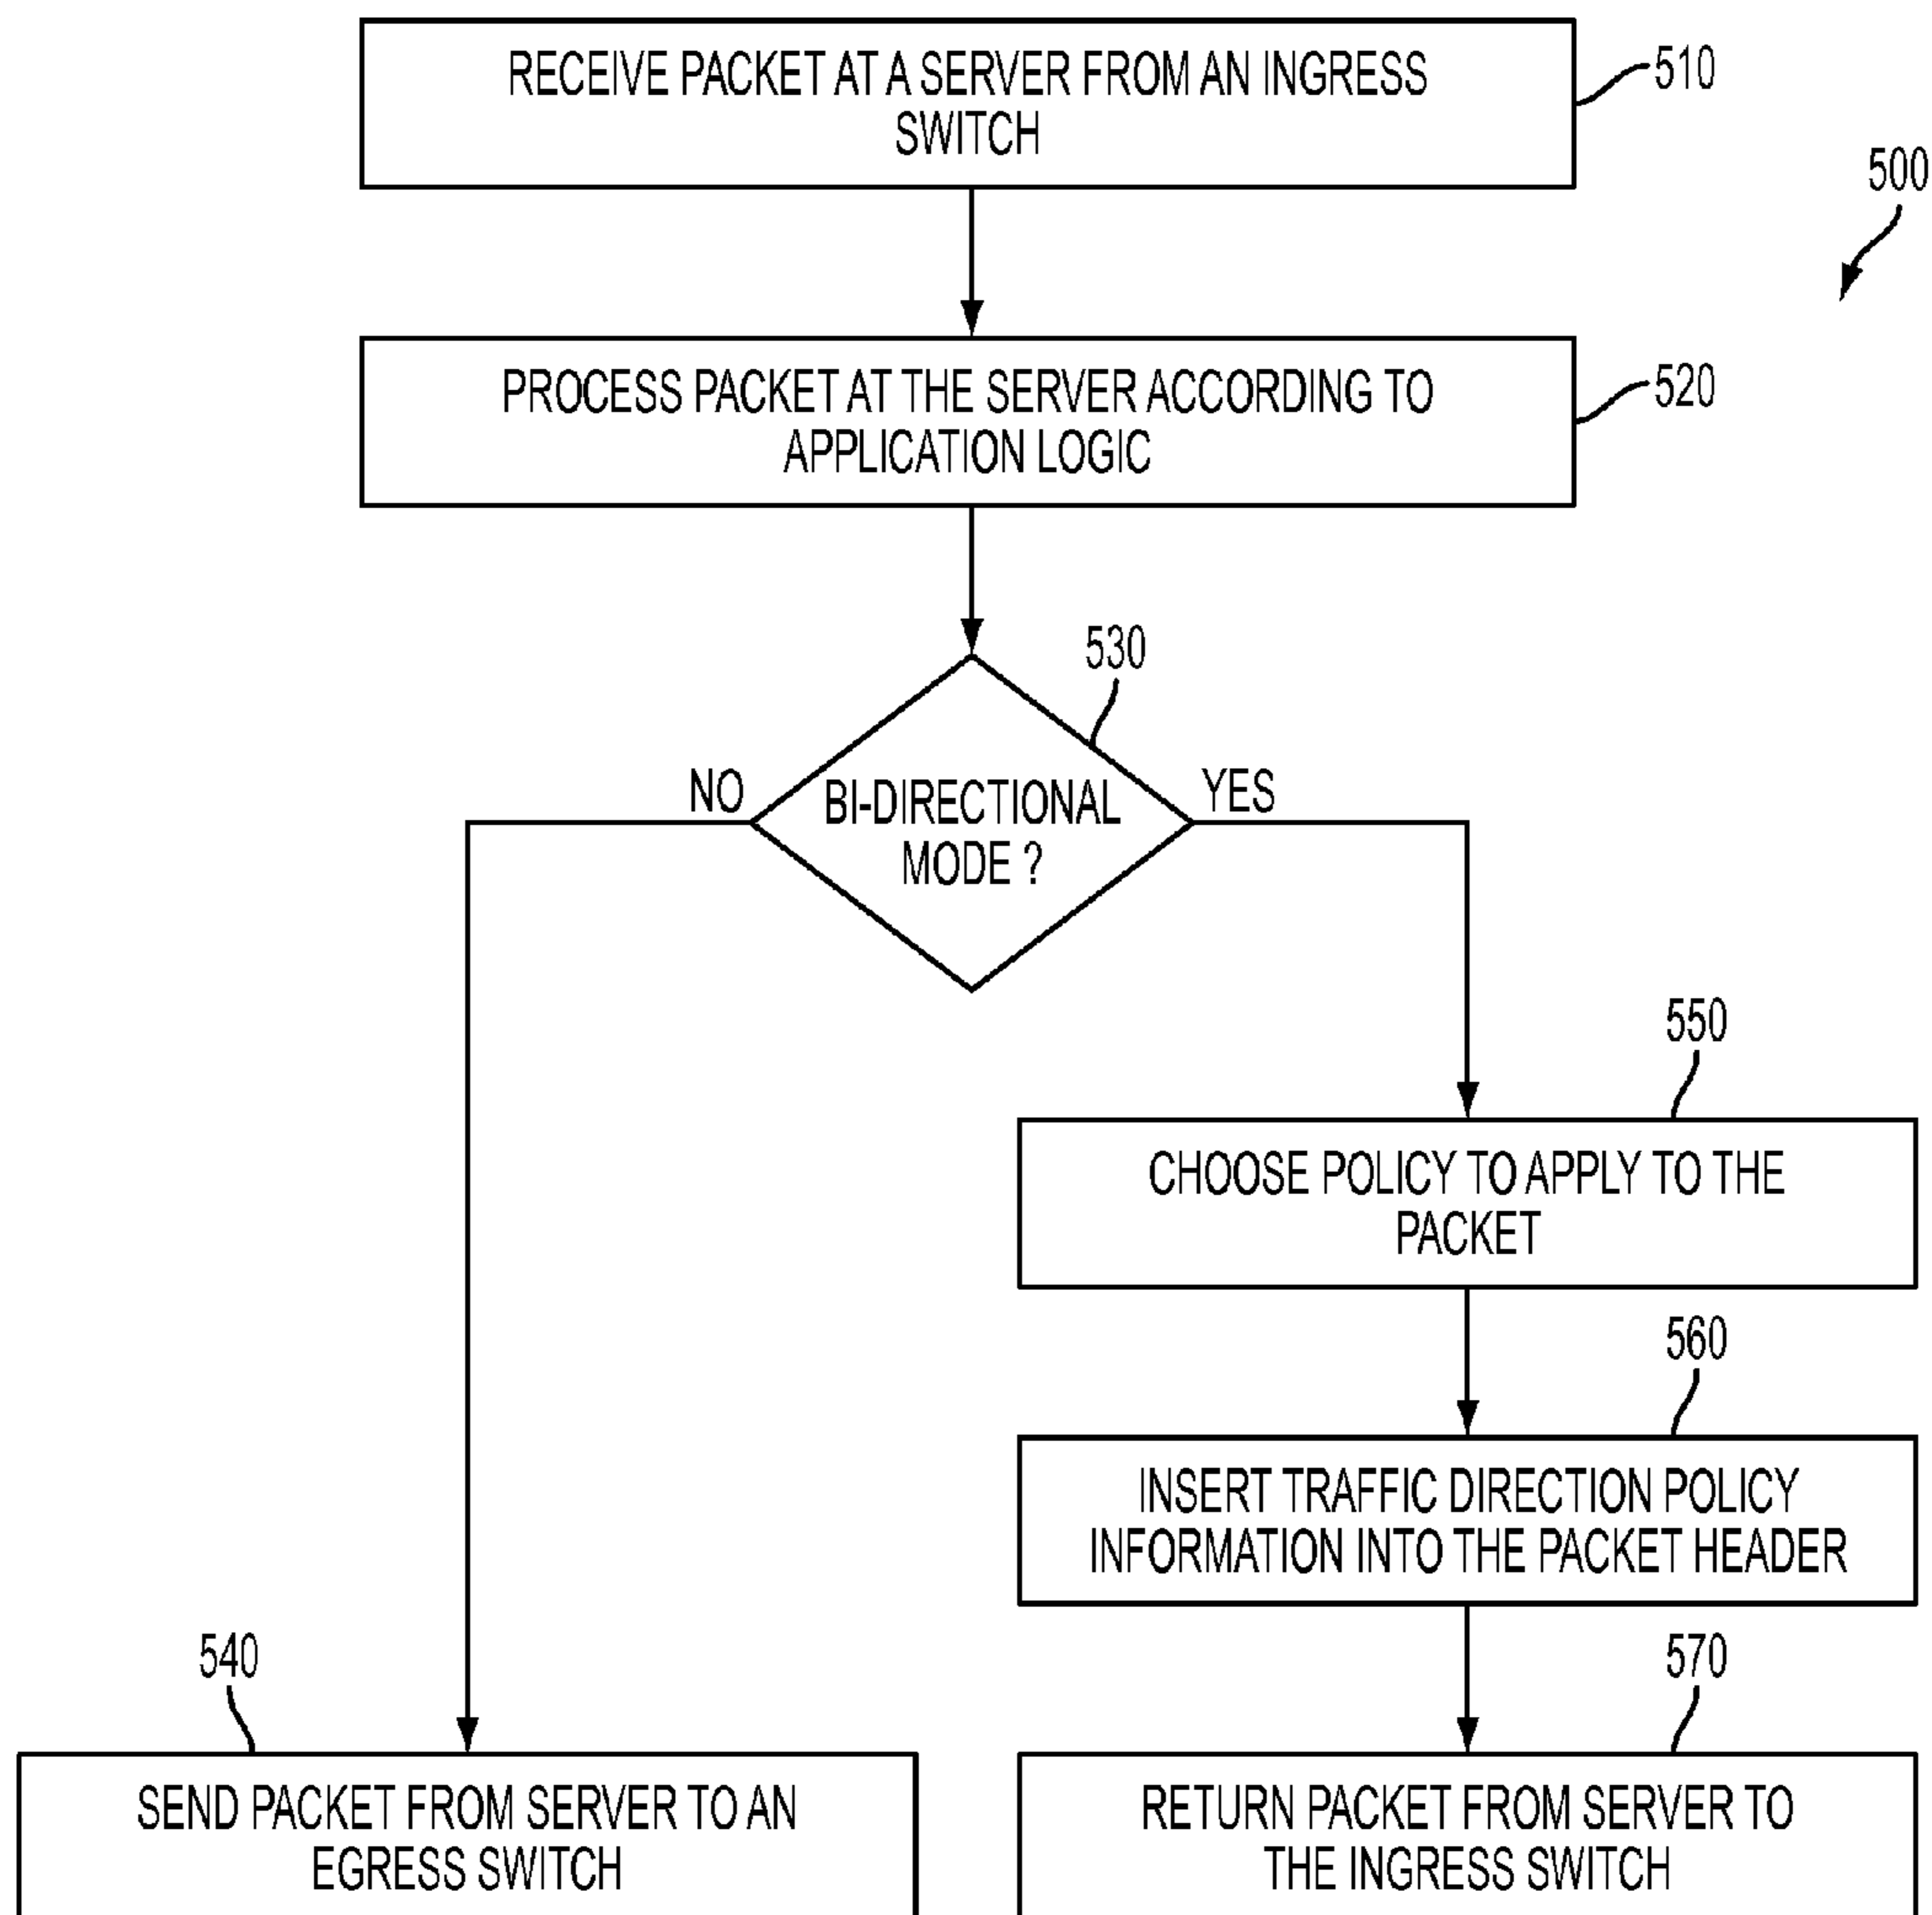 RECEIVE PACKET AT A SERVER FROM AN INGRESS
SWITCH
510
500
PROCESS PACKET AT THE SERVER ACCORDING TO
APPLICATION LOGIC
520
530
NO
BI-DIRECTIONAL
MODE ?
YES
550
CHOOSE POLICY TO APPLY TO THE
PACKET
560
INSERT TRAFFIC DIRECTION POLICY
INFORMATION INTO THE PACKET HEADER
540
570
SEND PACKET FROM SERVER TO AN
EGRESS SWITCH
RETURN PACKET FROM SERVER TO
THE INGRESS SWITCH